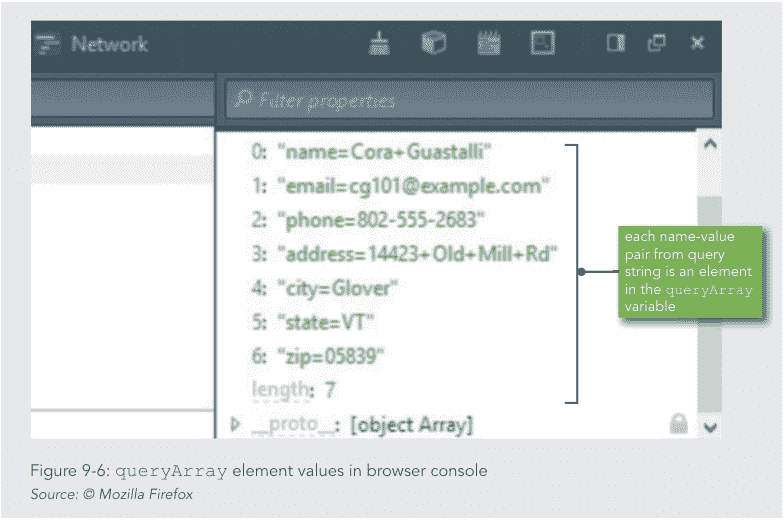 Network
Filter properties
0: "name=Cora+Guastalli"
1: "email=cg101@example.com"
2: "phone=802-555-2683"
3: "address=14423+Old+Mill+Rd"
4: "city=Glover"
5: "state=VT"
6: "zip=05839"
length: 7
__proto__: [object Array]
each name-value
pair from query
string is an element
in the queryArray
variable
Figure 9-6: queryArray element values in browser console
Source: © Mozilla Firefox